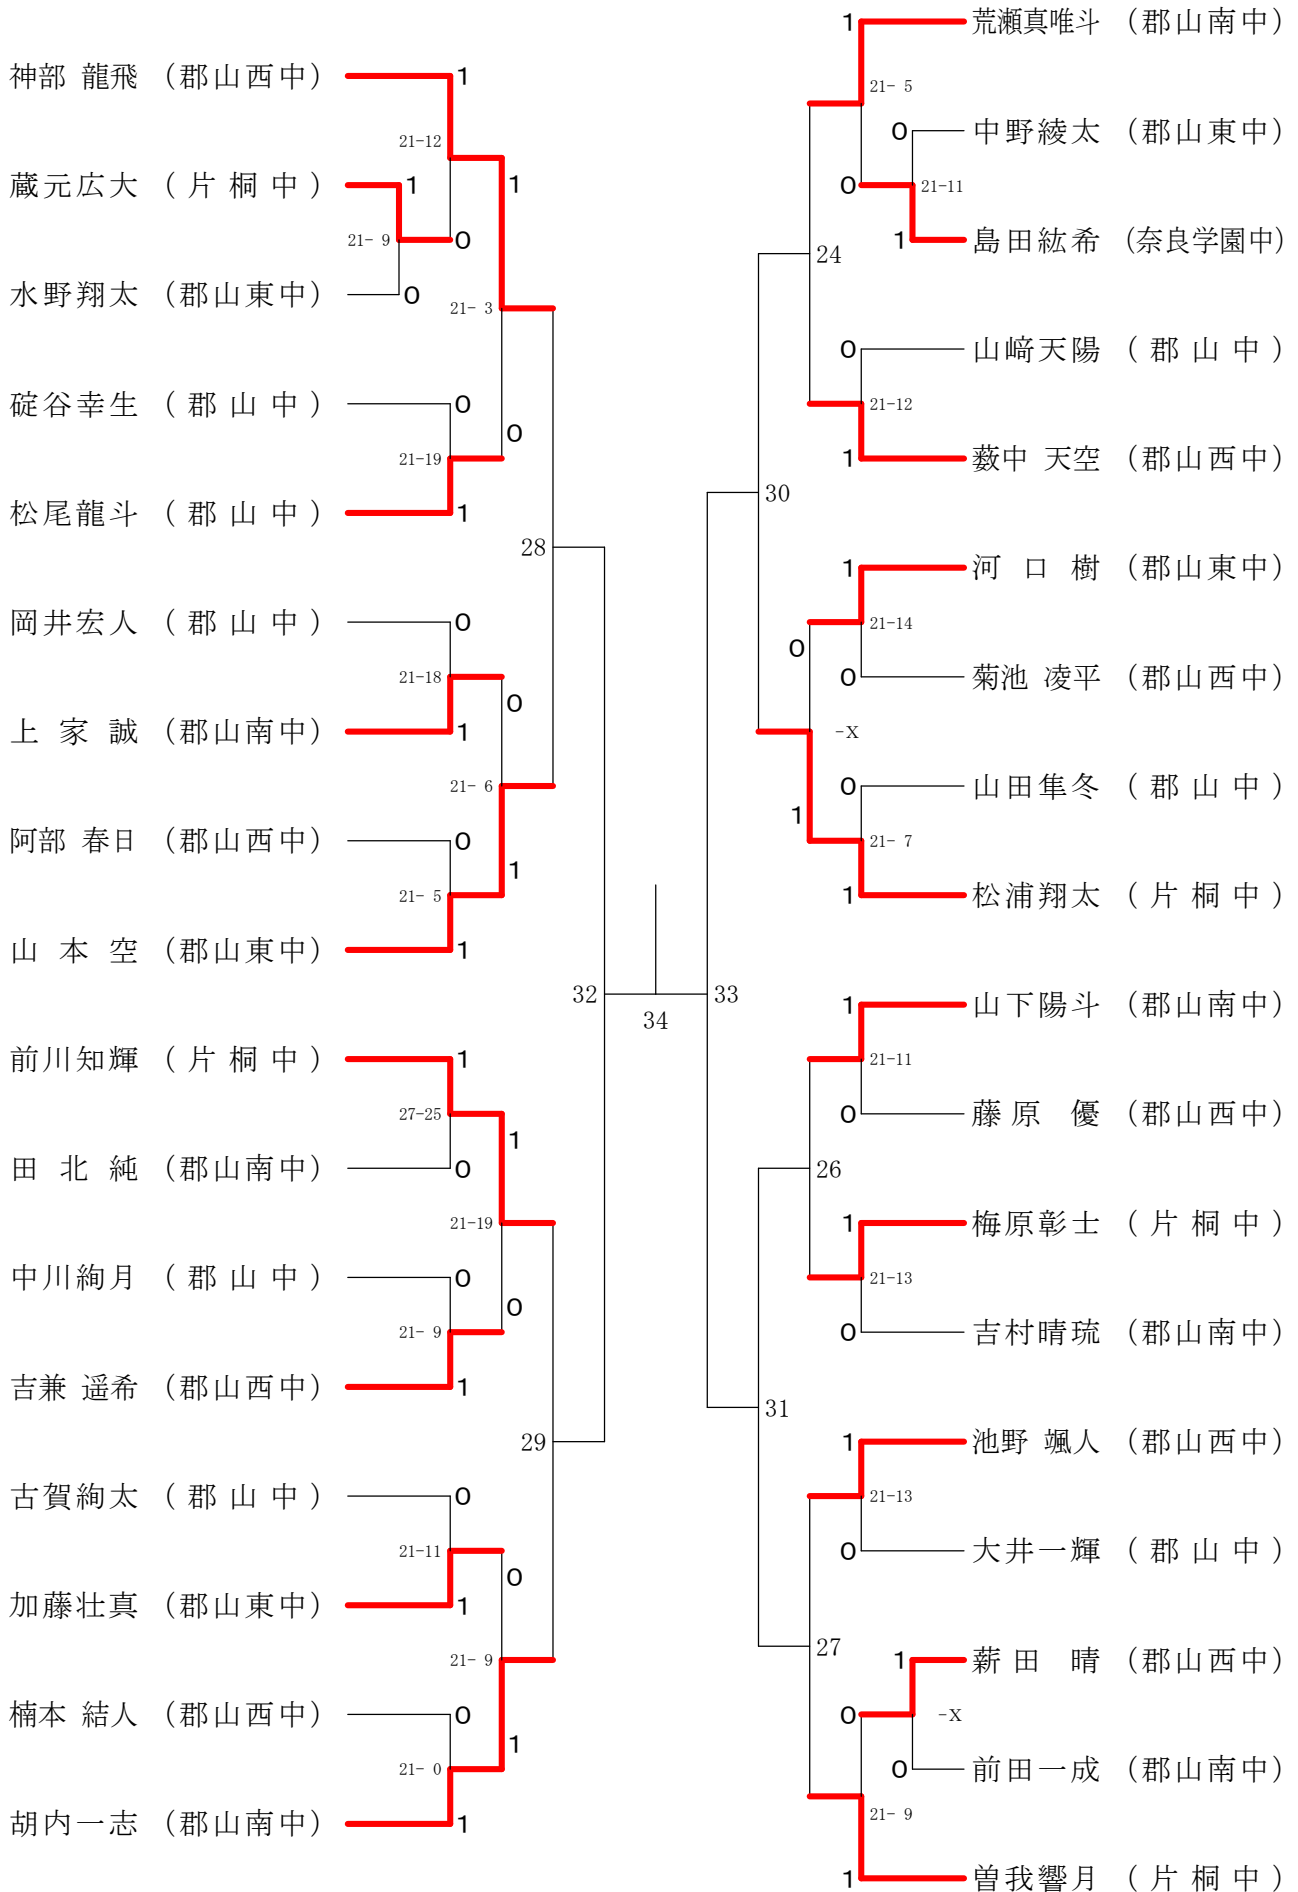 神部 龍飛 (郡山西中) 1
21-12
蔵元広大 (片桐中) 1 1
21- 9 0
水野翔太 (郡山東中) 0
21- 3
碇谷幸生 (郡山中) 0
0
21-19
松尾龍斗 (郡山中) 1
28
岡井宏人 (郡山中) 0
21-18
0
上家誠 (郡山南中) 1
21- 6
阿部 春日 (郡山西中) 0
1
21- 5
山本空 (郡山東中) 1
32
前川知輝 (片桐中) 1
27-25
1
田北純 (郡山南中) 0
21-19
中川絢月 (郡山中) 0
0
21- 9
吉兼 遥希 (郡山西中) 1
29
古賀絢太 (郡山中) 0
21-11
0
加藤壮真 (郡山東中) 1
21- 9
楠本 結人 (郡山西中) 0
1
21- 0
胡内一志 (郡山南中) 1
34
1 荒瀬真唯斗 (郡山南中)
21- 5
0 中野綾太 (郡山東中)
0 21-11
1 島田紘希 (奈良学園中)
24
0 山﨑天陽 (郡山中)
21-12
1 薮中 天空 (郡山西中)
30
1 河口樹 (郡山東中)
21-14
0
0 菊池 凌平 (郡山西中)
-X
0 山田隼冬 (郡山中)
1
21- 7
1 松浦翔太 (片桐中)
33
1 山下陽斗 (郡山南中)
21-11
0 藤原 優 (郡山西中)
26
1 梅原彰士 (片桐中)
21-13
0 吉村晴琉 (郡山南中)
31
1 池野 颯人 (郡山西中)
21-13
0 大井一輝 (郡山中)
27
1 薪田 晴 (郡山西中)
0 -X
0 前田一成 (郡山南中)
21- 9
1 曽我響月 (片桐中)